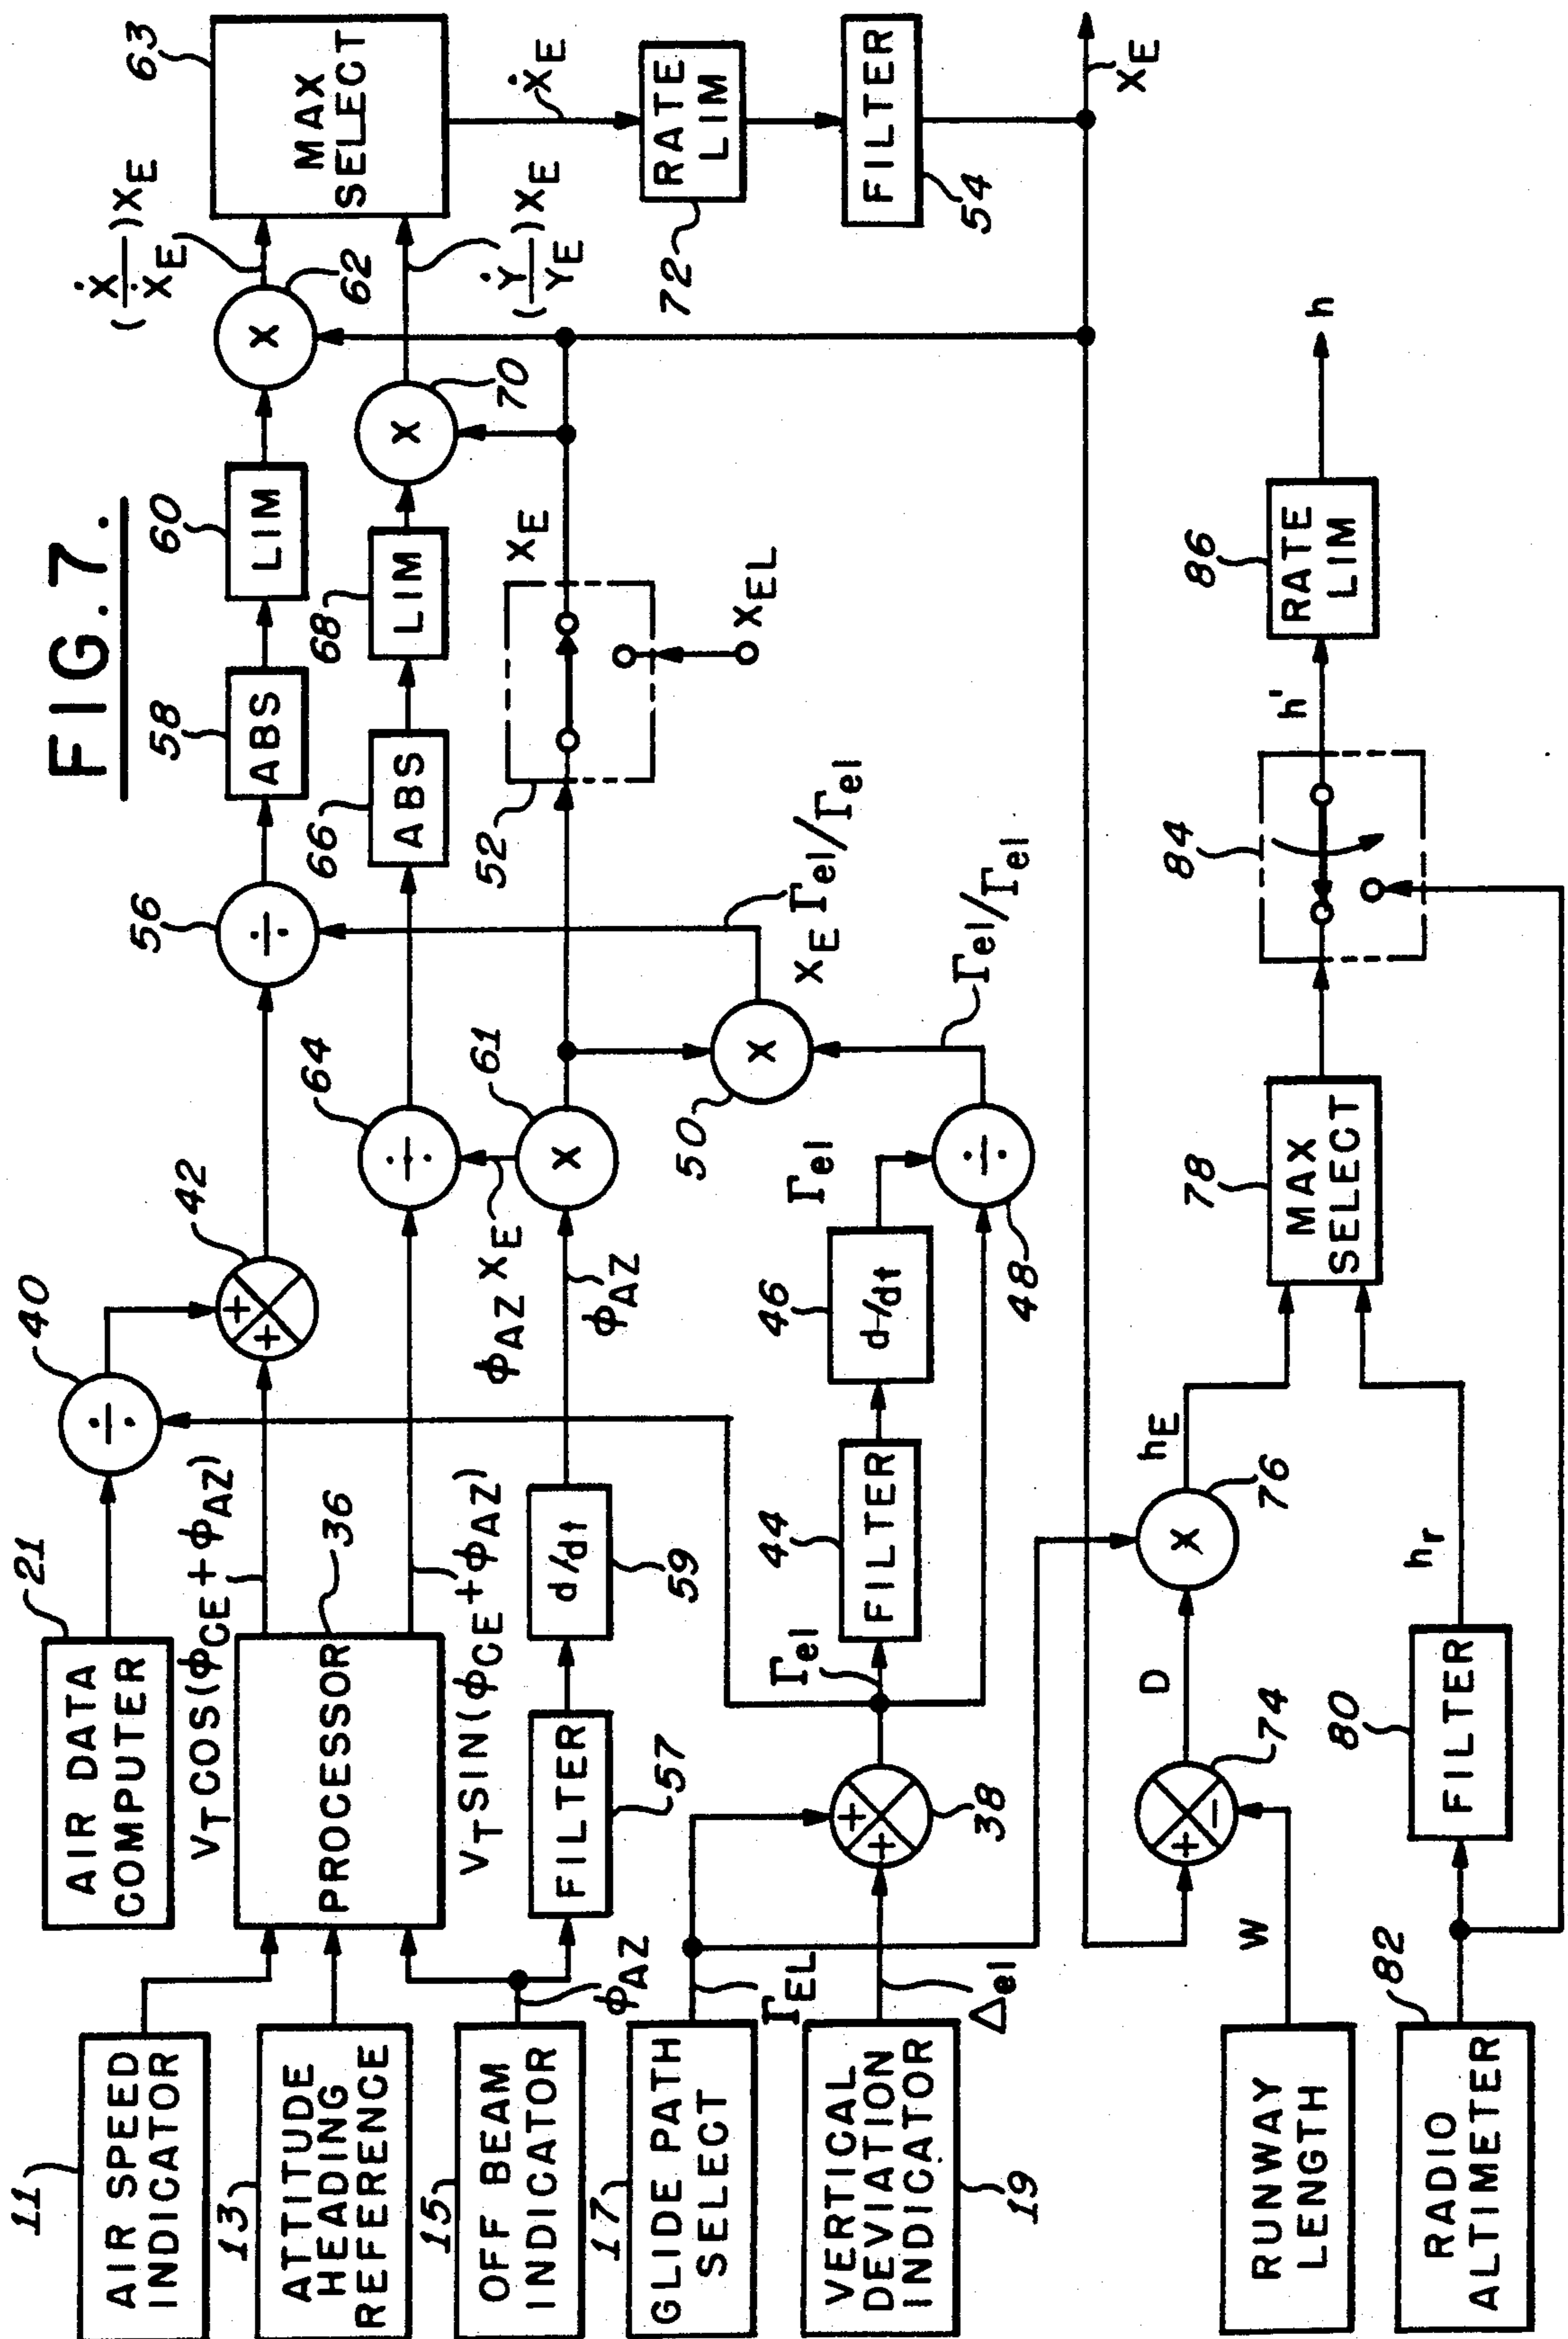 FIG. 7.
11
AIR SPEED
INDICATOR
13
ATTITUDE
HEADING
REFERENCE
15
OFF BEAM
INDICATOR
ϕAZ
17
GLIDE PATH
SELECT
ΓEL
VERTICAL
DEVIATION
INDICATOR
19
Δel
21
AIR DATA
COMPUTER
PROCESSOR
36
VT COS(ϕCE+ϕAZ)
VT SIN(ϕCE+ϕAZ)
FILTER
57
d/dt
59
ϕAZ
ϕAZ XE
+
+
38
Γel
44
FILTER
46
d/dt
Γel
÷
48
Γel/Γel
÷
40
+
+
42
÷
64
X
61
X
50
XE Γel/Γel
÷
56
58
ABS
60
LIM
X
62
(Ẋ/ẊE)XE
66
ABS
68
LIM
X
70
(Ẏ/YE)XE
52
XE
XEL
63
MAX
SELECT
ẊE
RATE
LIM
72
FILTER
54
XE
RUNWAY
LENGTH
W
+
−
74
D
X
76
hE
82
RADIO
ALTIMETER
80
FILTER
hr
78
MAX
SELECT
84
h'
86
RATE
LIM
h